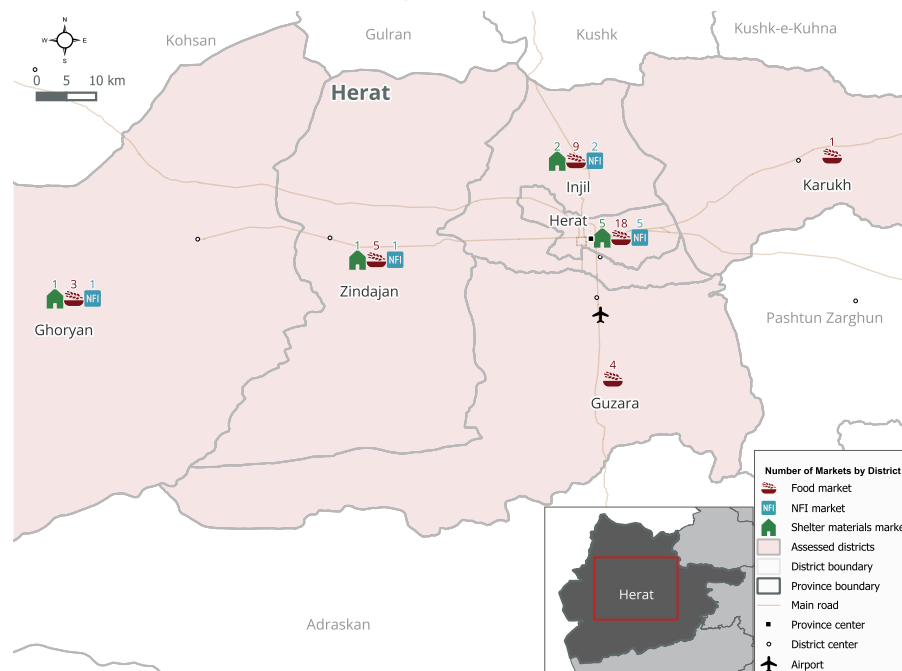 N
W E
S
0 5 10 km
Kohsan
Gulran
Kushk
Kushk-e-Kuhna
Herat
2 9 2
NFI
Injil
1
Karukh
Herat
5 18 5
NFI
1 5 1
NFI
Zindajan
1 3 1
NFI
Ghoryan
Pashtun Zarghun
4
Guzara
Adraskan
Herat
Number of Markets by District
Food market
NFI NFI market
Shelter materials marke
Assessed districts
District boundary
Province boundary
Main road
Province center
District center
Airport